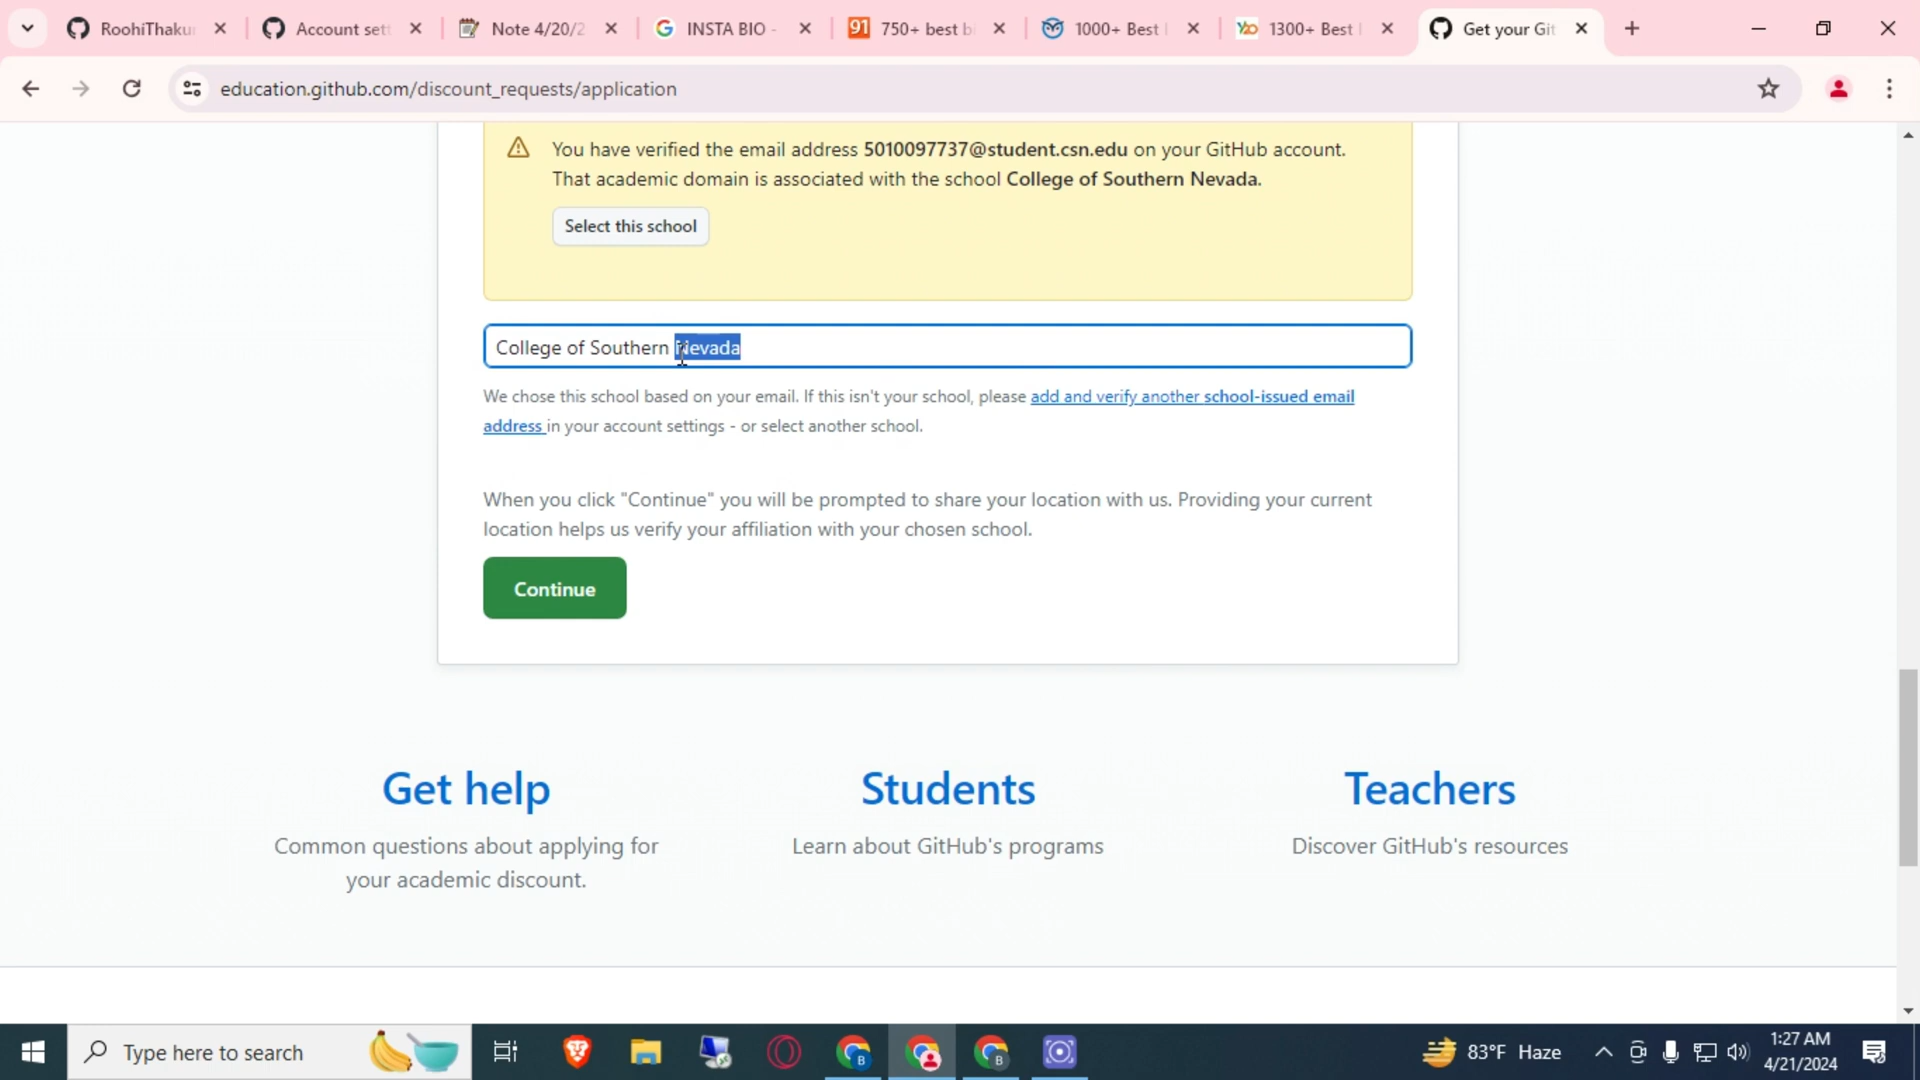 RoohiThaku
Account sett
Note 4/20/2
INSTA BIO -
91
750+ best b
1000+ Best
YO
1300+ Best
Get your Git
education.github.com/discount_requests/application
You have verified the email address 5010097737@student.csn.edu on your GitHub account.
That academic domain is associated with the school College of Southern Nevada.
Select this school
College of Southern Nevada
We chose this school based on your email. If this isn't your school, please add and verify another school-issued email
address in your account settings - or select another school.
When you click "Continue" you will be prompted to share your location with us. Providing your current
location helps us verify your affiliation with your chosen school.
Continue
Get help
Students
Teachers
Common questions about applying for
your academic discount.
Learn about GitHub's programs
Discover GitHub's resources
Type here to search
B
B
83°F Haze
1:27 AM
4/21/2024